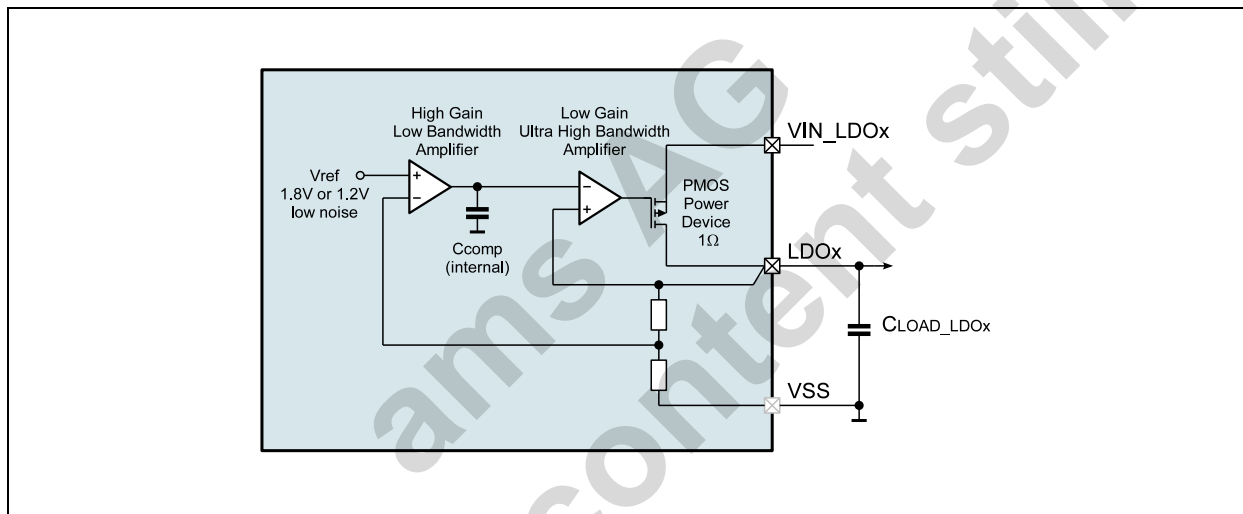 High Gain
Low Bandwidth
Amplifier
Low Gain
Ultra High Bandwidth
Amplifier
VIN_LDOx
Vref
1.8V or 1.2V
low noise
+
−
−
+
PMOS
Power
Device
1Ω
Ccomp
(internal)
LDOx
CLOAD_LDOx
VSS
ams AG
content still